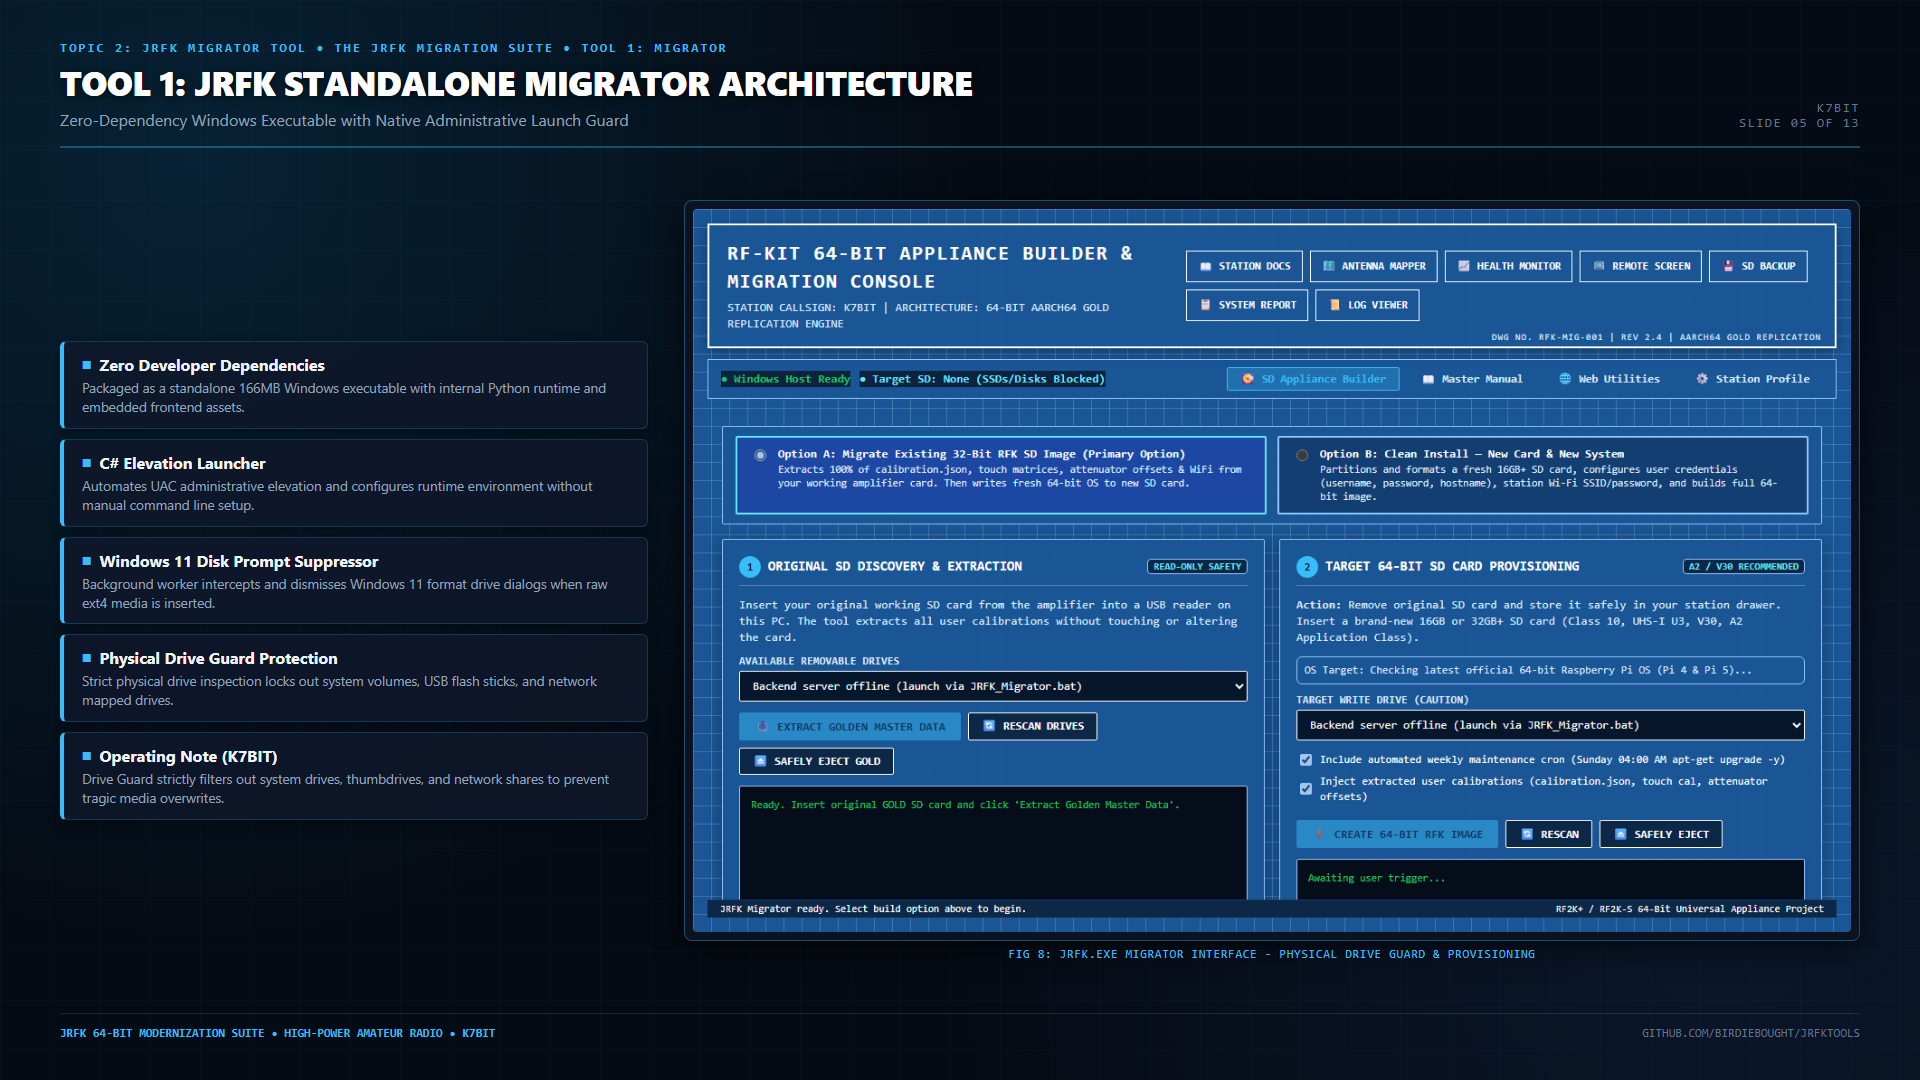 TOPIC 2: JRFK MIGRATOR TOOL • THE JRFK MIGRATION SUITE • TOOL 1: MIGRATOR
TOOL 1: JRFK STANDALONE MIGRATOR ARCHITECTURE
Zero-Dependency Windows Executable with Native Administrative Launch Guard
K7BIT
SLIDE 05 OF 13
Zero Developer Dependencies
Packaged as a standalone 166MB Windows executable with internal Python runtime and
embedded frontend assets.
C# Elevation Launcher
Automates UAC administrative elevation and configures runtime environment without
manual command line setup.
Windows 11 Disk Prompt Suppressor
Background worker intercepts and dismisses Windows 11 format drive dialogs when raw
ext4 media is inserted.
Physical Drive Guard Protection
Strict physical drive inspection locks out system volumes, USB flash sticks, and network
mapped drives.
Operating Note (K7BIT)
Drive Guard strictly filters out system drives, thumbdrives, and network shares to prevent
tragic media overwrites.
RF-KIT 64-BIT APPLIANCE BUILDER &
MIGRATION CONSOLE
STATION CALLSIGN: K7BIT | ARCHITECTURE: 64-BIT AARCH64 GOLD
REPLICATION ENGINE
STATION DOCS
ANTENNA MAPPER
HEALTH MONITOR
REMOTE SCREEN
SD BACKUP
SYSTEM REPORT
LOG VIEWER
DWG NO. RFK-MIG-001 | REV 2.4 | AARCH64 GOLD REPLICATION
• Windows Host Ready
• Target SD: None (SSDs/Disks Blocked)
SD Appliance Builder
Master Manual
Web Utilities
Station Profile
Option A: Migrate Existing 32-Bit RFK SD Image (Primary Option)
Extracts 100% of calibration.json, touch matrices, attenuator offsets & WiFi from
your working amplifier card. Then writes fresh 64-bit OS to new SD card.
Option B: Clean Install — New Card & New System
Partitions and formats a fresh 16GB+ SD card, configures user credentials
(username, password, hostname), station Wi-Fi SSID/password, and builds full 64-
bit image.
1 ORIGINAL SD DISCOVERY & EXTRACTION
READ-ONLY SAFETY
Insert your original working SD card from the amplifier into a USB reader on
this PC. The tool extracts all user calibrations without touching or altering
the card.
AVAILABLE REMOVABLE DRIVES
Backend server offline (launch via JRFK_Migrator.bat)
EXTRACT GOLDEN MASTER DATA
RESCAN DRIVES
SAFELY EJECT GOLD
Ready. Insert original GOLD SD card and click 'Extract Golden Master Data'.
2 TARGET 64-BIT SD CARD PROVISIONING
A2 / V30 RECOMMENDED
Action: Remove original SD card and store it safely in your station drawer.
Insert a brand-new 16GB or 32GB+ SD card (Class 10, UHS-I U3, V30, A2
Application Class).
OS Target: Checking latest official 64-bit Raspberry Pi OS (Pi 4 & Pi 5)...
TARGET WRITE DRIVE (CAUTION)
Backend server offline (launch via JRFK_Migrator.bat)
Include automated weekly maintenance cron (Sunday 04:00 AM apt-get upgrade -y)
Inject extracted user calibrations (calibration.json, touch cal, attenuator
offsets)
CREATE 64-BIT RFK IMAGE
RESCAN
SAFELY EJECT
Awaiting user trigger...
JRFK Migrator ready. Select build option above to begin.
RF2K+ / RF2K-S 64-Bit Universal Appliance Project
FIG 8: JRFK.EXE MIGRATOR INTERFACE - PHYSICAL DRIVE GUARD & PROVISIONING
JRFK 64-BIT MODERNIZATION SUITE • HIGH-POWER AMATEUR RADIO • K7BIT
GITHUB.COM/BIRDIEBOUGHT/JRFKTOOLS